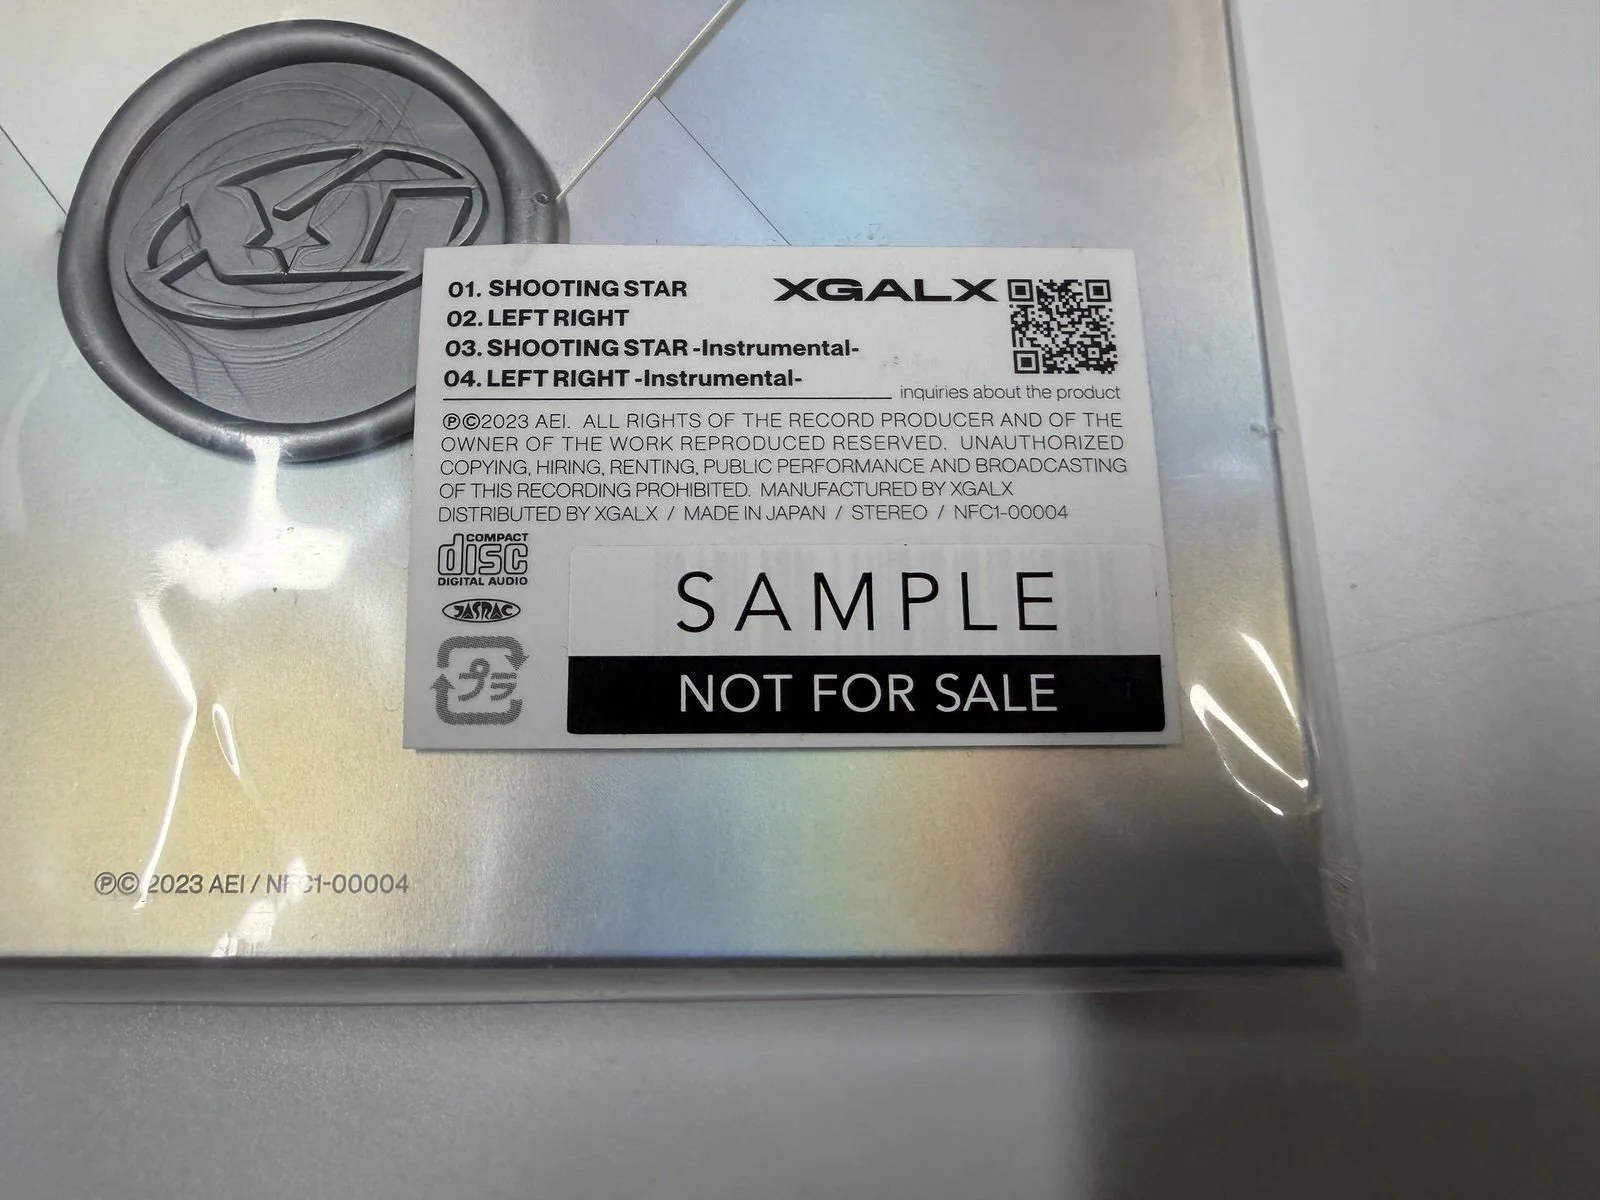 01. SHOOTING STAR
02. LEFT RIGHT
03. SHOOTING STAR -Instrumental-
04. LEFT RIGHT -Instrumental-
XGALX
inquiries about the product
Ⓟ©2023 AEI. ALL RIGHTS OF THE RECORD PRODUCER AND OF THE
OWNER OF THE WORK REPRODUCED RESERVED. UNAUTHORIZED
COPYING, HIRING, RENTING, PUBLIC PERFORMANCE AND BROADCASTING
OF THIS RECORDING PROHIBITED. MANUFACTURED BY XGALX
DISTRIBUTED BY XGALX / MADE IN JAPAN / STEREO / NFC1-00004
COMPACT
disc
DIGITAL AUDIO
JASRAC
プラ
SAMPLE
NOT FOR SALE
Ⓟ© 2023 AEI / NFC1-00004